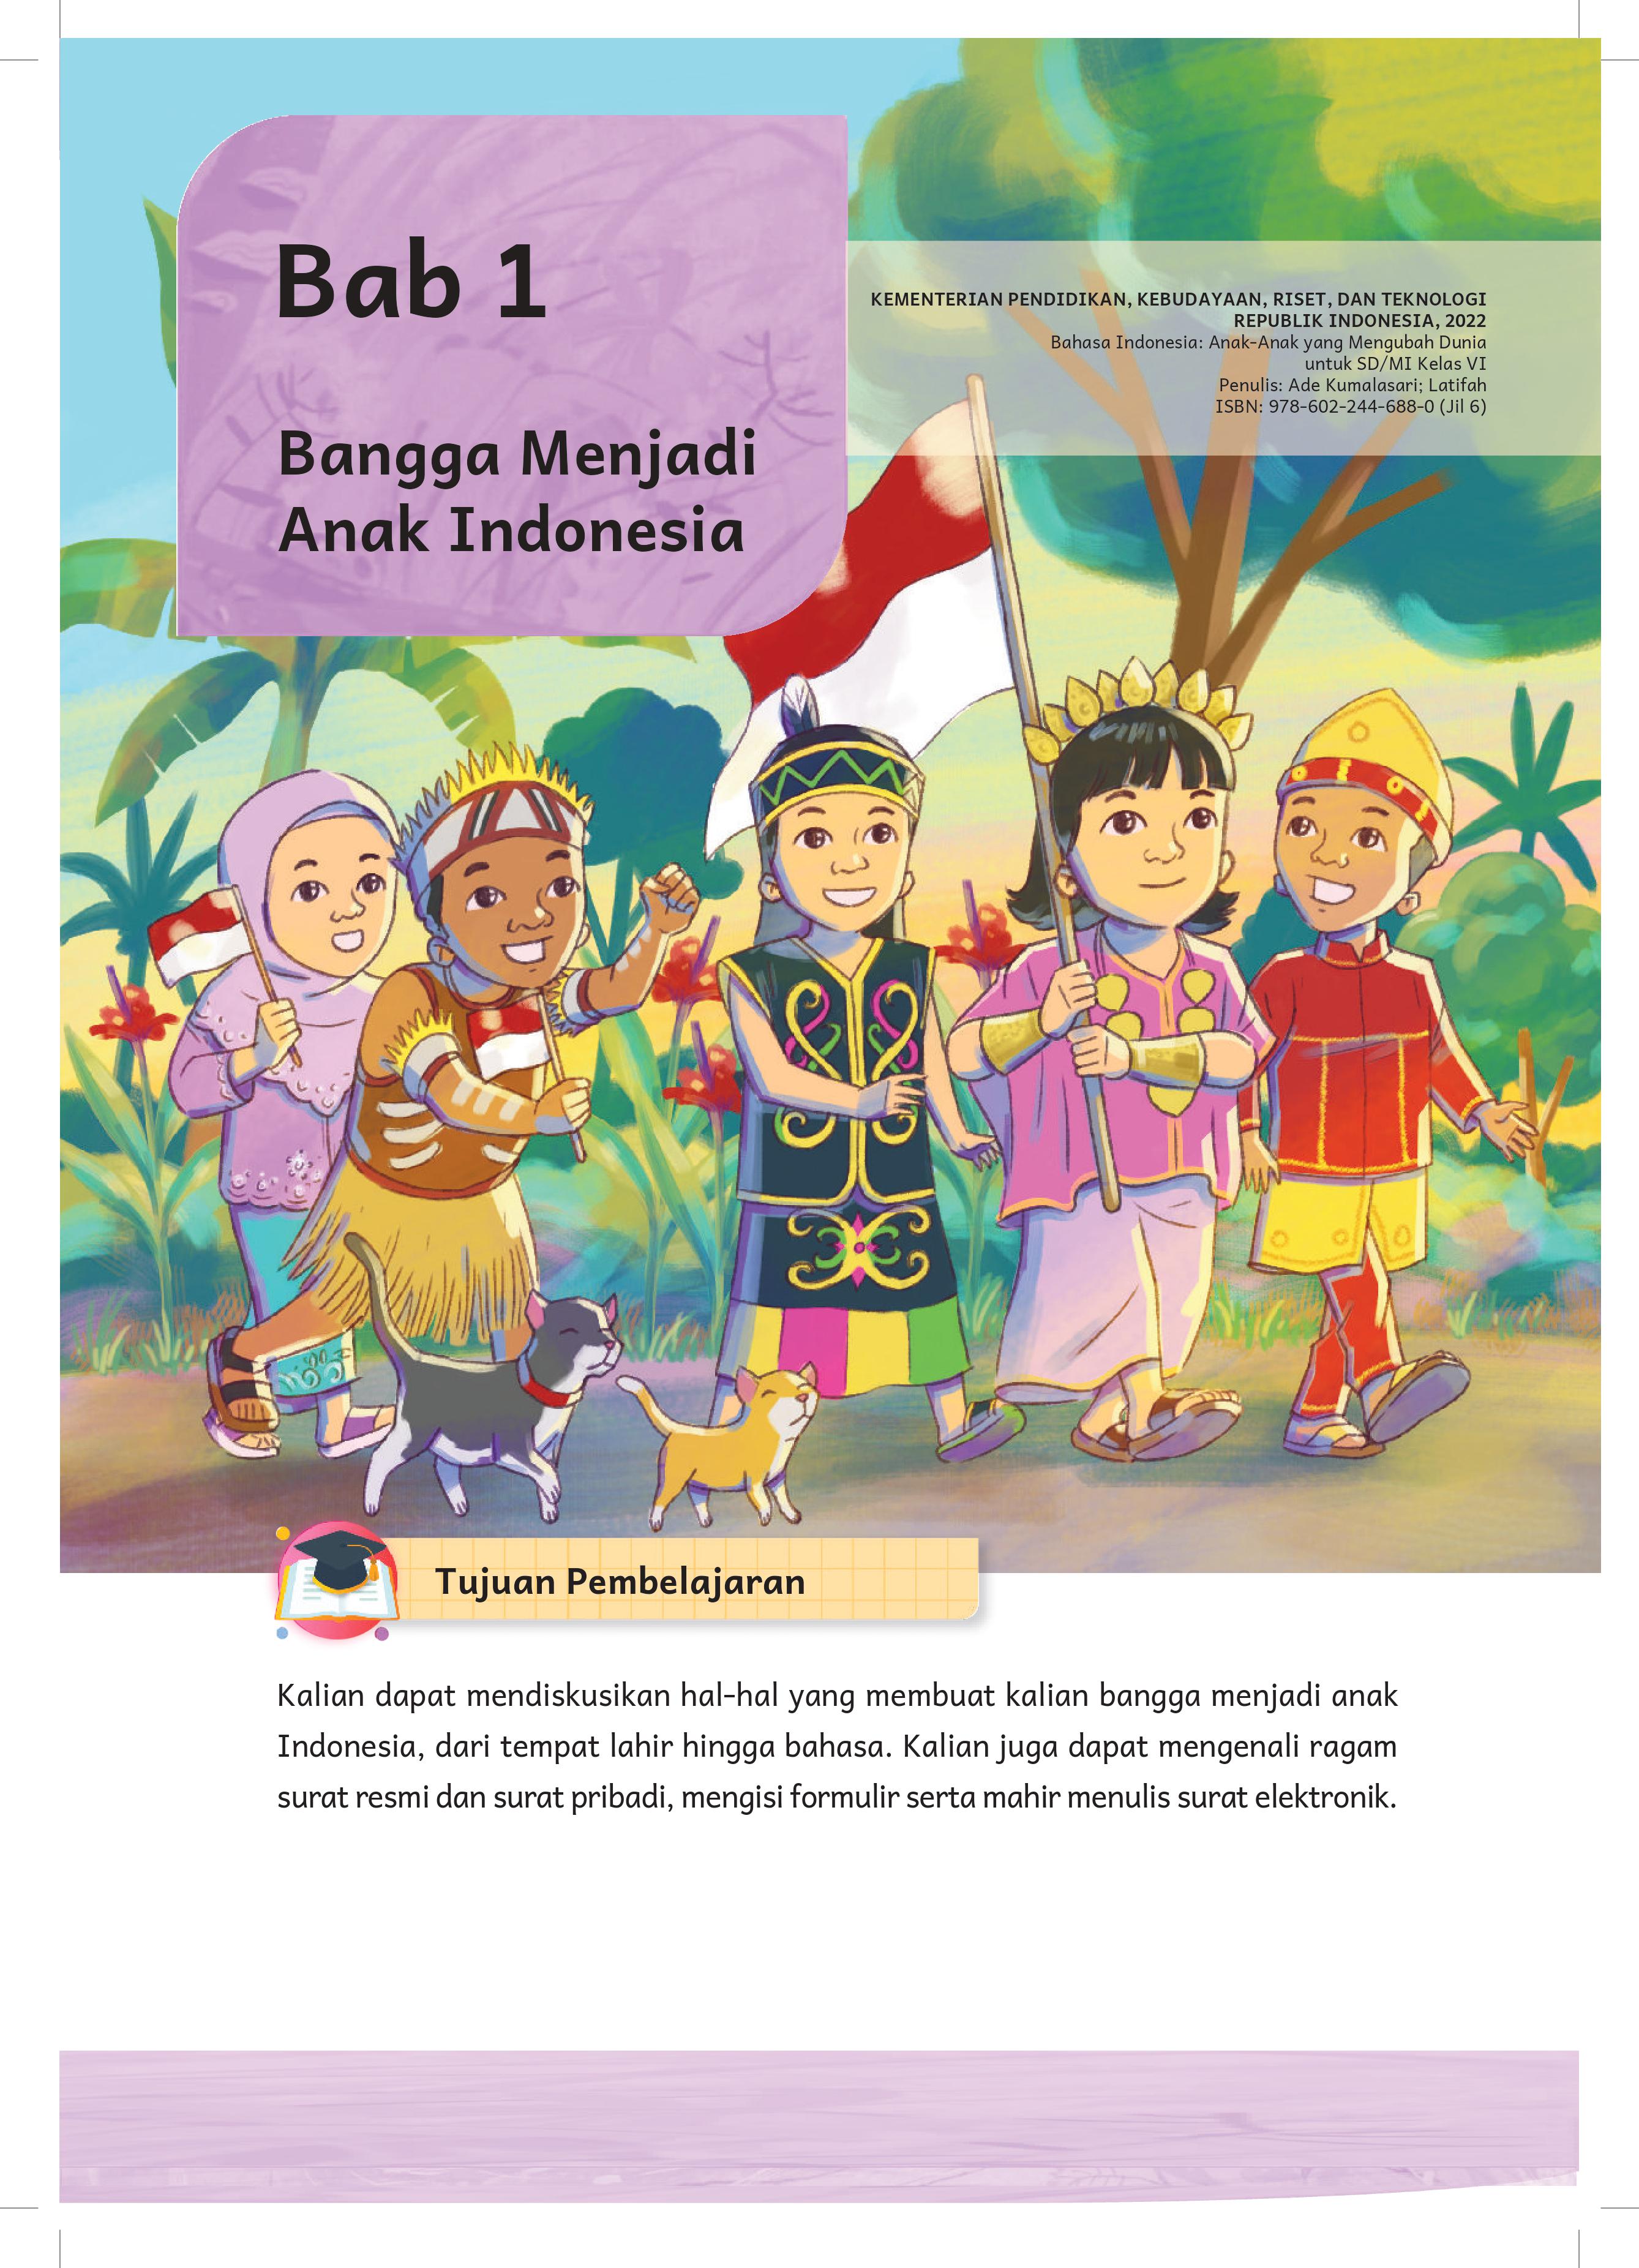 Bab 1
Bangga Menjadi
Anak Indonesia
KEMENTERIAN PENDIDIKAN, KEBUDAYAAN, RISET, DAN TEKNOLOGI
REPUBLIK INDONESIA, 2022
Bahasa Indonesia: Anak-Anak yang Mengubah Dunia
untuk SD/MI Kelas VI
Penulis: Ade Kumalasari; Latifah
ISBN: 978-602-244-688-0 (Jil 6)
Tujuan Pembelajaran
Kalian dapat mendiskusikan hal-hal yang membuat kalian bangga menjadi anak
Indonesia, dari tempat lahir hingga bahasa. Kalian juga dapat mengenali ragam
surat resmi dan surat pribadi, mengisi formulir serta mahir menulis surat elektronik.